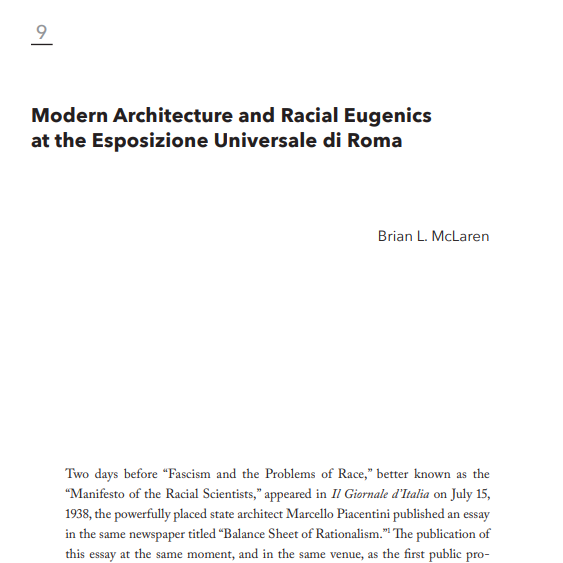 9
Modern Architecture and Racial Eugenics
at the Esposizione Universale di Roma
Brian L. McLaren
Two days before “Fascism and the Problems of Race,” better known as the
“Manifesto of the Racial Scientists,” appeared in Il Giornale d’Italia on July 15,
1938, the powerfully placed state architect Marcello Piacentini published an essay
in the same newspaper titled “Balance Sheet of Rationalism.”1 The publication of
this essay at the same moment, and in the same venue, as the first public pro-